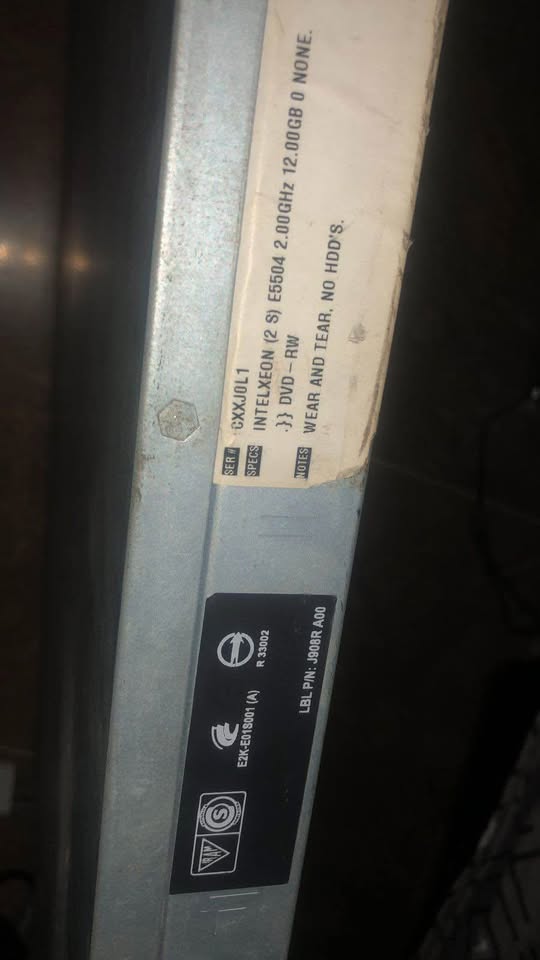 SER.# CXXJ0L1
SPECS INTELXEON (2 S) E5504 2.00GHz 12.00GB 0 NONE.
.}} DVD-RW
NOTES WEAR AND TEAR, NO HDD'S.
S
E2K-E01S001 (A)
R 33002
LBL P/N: J908R A00